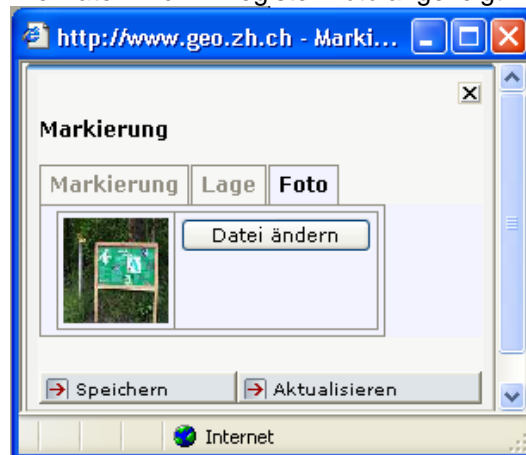 http://www.geo.zh.ch - Marki...
Markierung
Markierung Lage Foto
Datei ändern
Speichern Aktualisieren
Internet